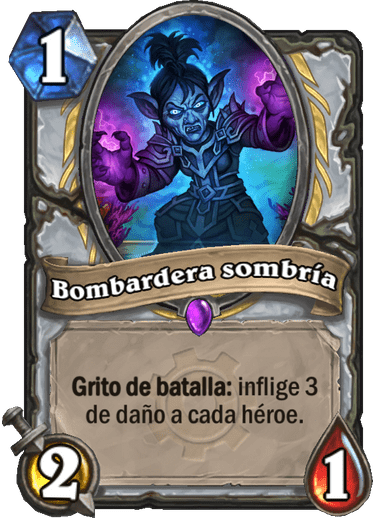 1
Bombardera sombría
Grito de batalla: inflige 3
de daño a cada héroe.
2
1